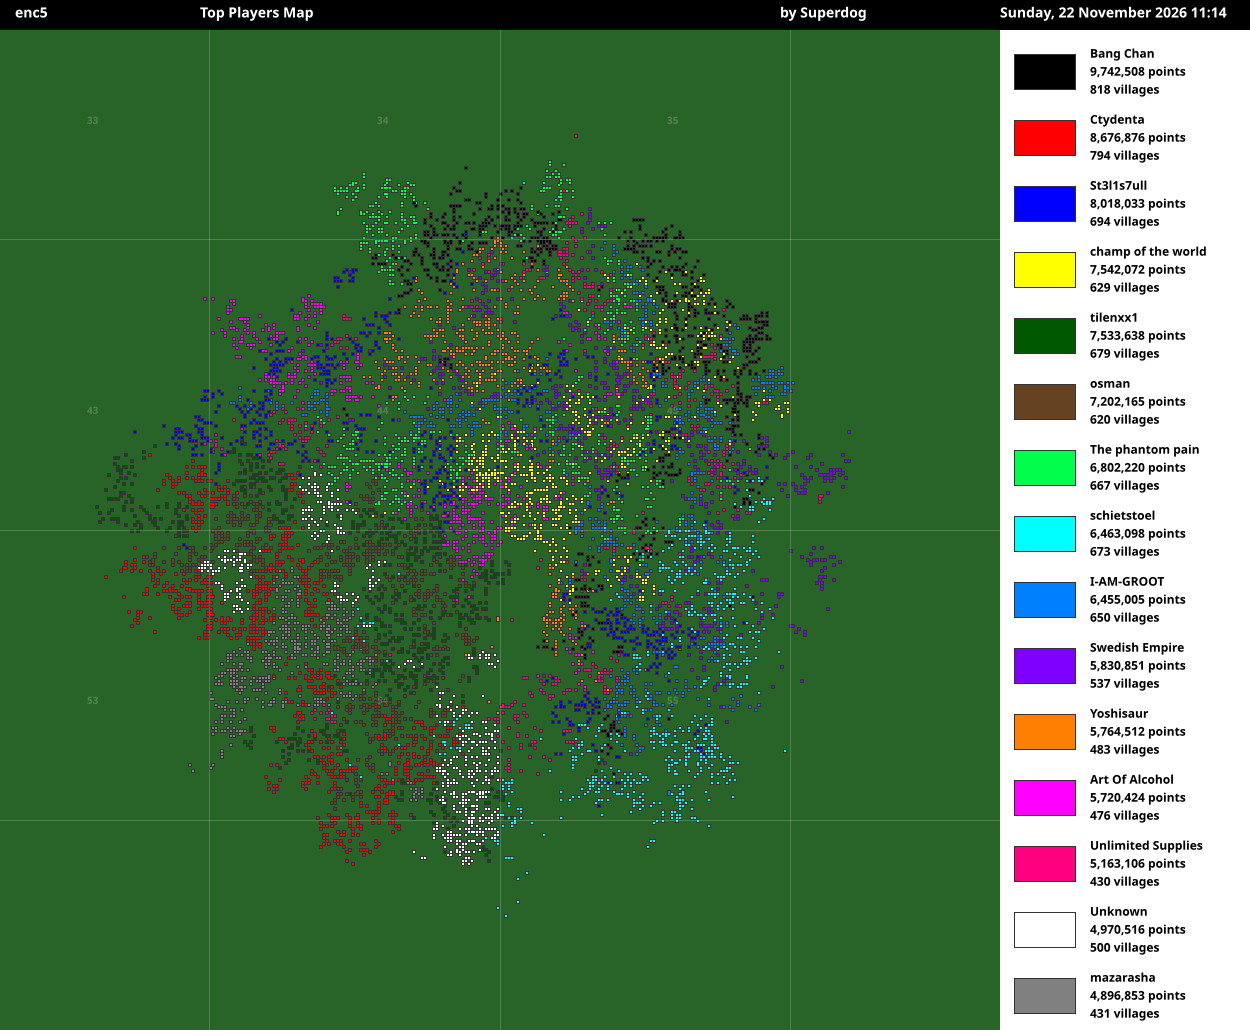 enc5 Top Players Map by Superdog Sunday, 22 November 2026 11:14
Bang Chan
9,742,508 points
818 villages
33 34 35
Ctydenta
8,676,876 points
794 villages
St3l1s7ull
8,018,033 points
694 villages
champ of the world
7,542,072 points
629 villages
tilenxx1
7,533,638 points
679 villages
osman
7,202,165 points
620 villages
43 44
The phantom pain
6,802,220 points
667 villages
schietstoel
6,463,098 points
673 villages
I-AM-GROOT
6,455,005 points
650 villages
Swedish Empire
5,830,851 points
537 villages
53
Yoshisaur
5,764,512 points
483 villages
Art Of Alcohol
5,720,424 points
476 villages
Unlimited Supplies
5,163,106 points
430 villages
Unknown
4,970,516 points
500 villages
mazarasha
4,896,853 points
431 villages